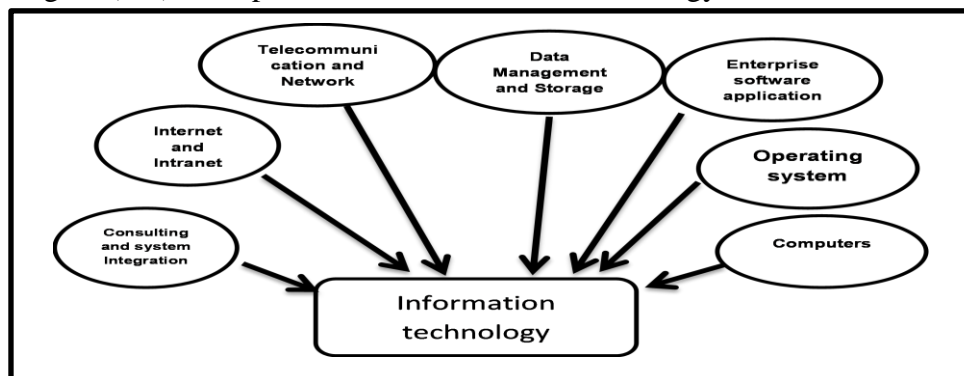 Telecommuni
cation and
Network
Data
Management
and Storage
Enterprise
software
application
Internet
and
Intranet
Operating
system
Consulting
and system
Integration
Computers
Information
technology